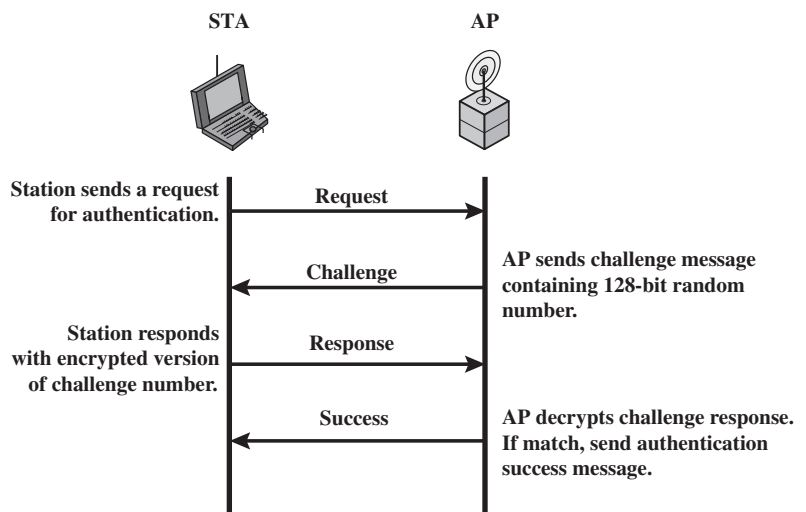 STA
AP
Station sends a request
for authentication.
Request
Challenge
AP sends challenge message
containing 128-bit random
number.
Station responds
with encrypted version
of challenge number.
Response
Success
AP decrypts challenge response.
If match, send authentication
success message.